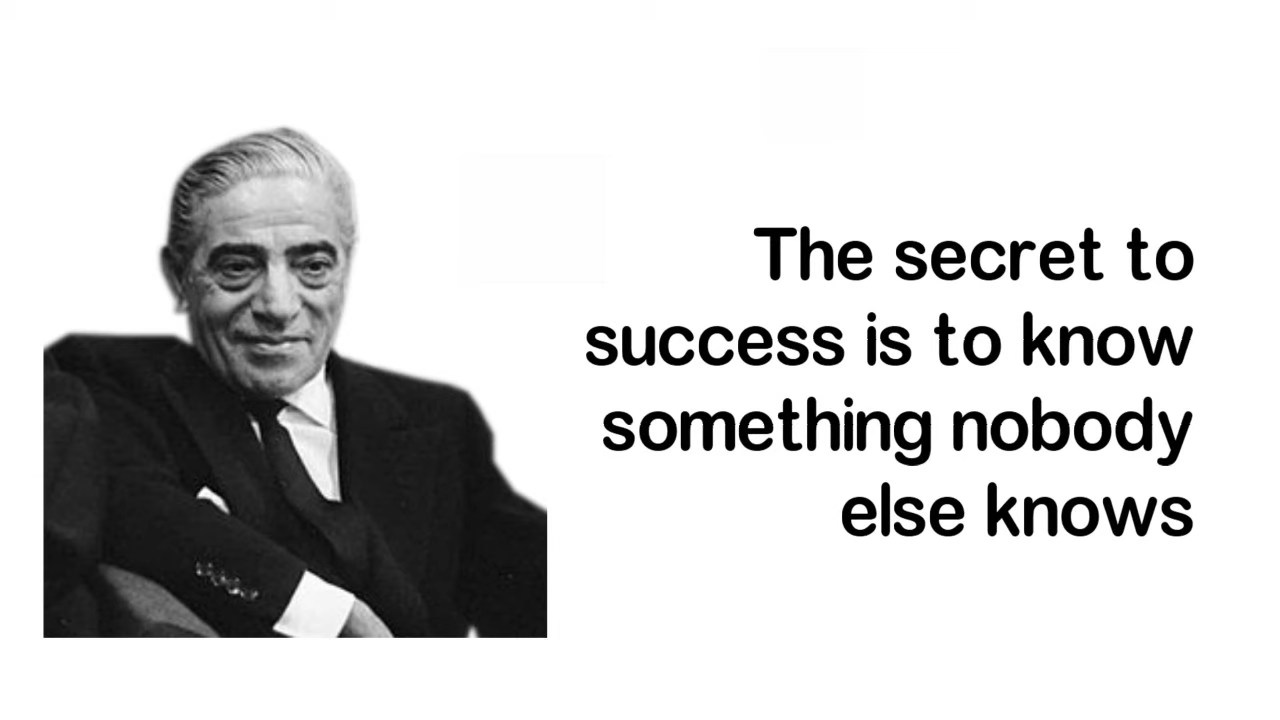 The secret to
success is to know
something nobody
else knows